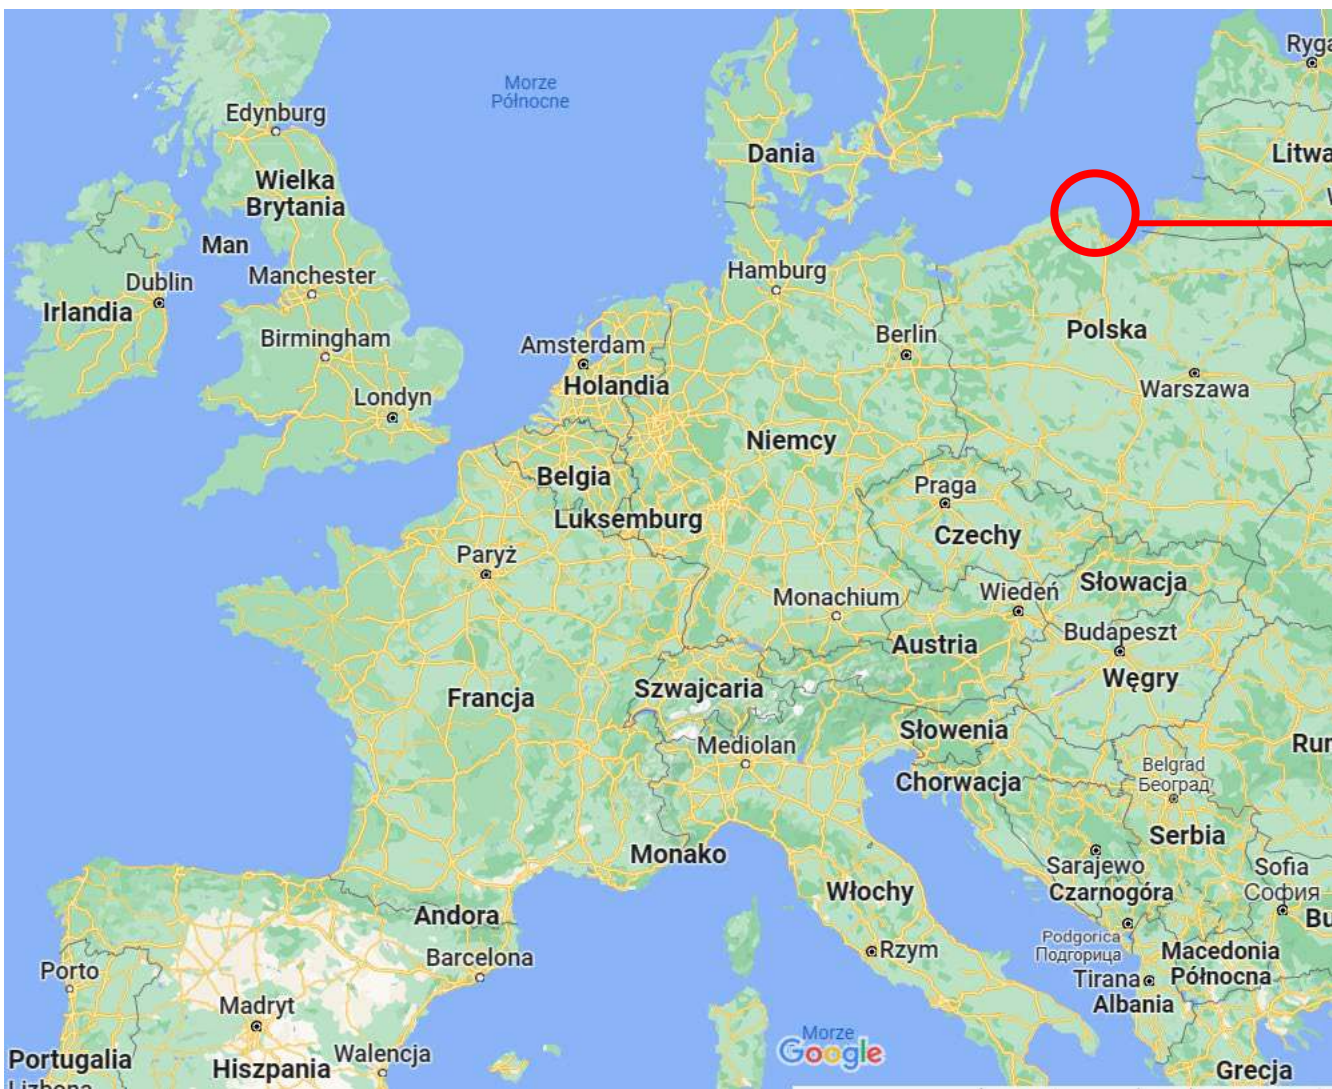 Ryga
Morze
Północne
Edynburg
Dania
Litwa
Wielka
Brytania
Man
Dublin
Manchester
Hamburg
Irlandia
Birmingham
Amsterdam
Berlin
Polska
Holandia
Londyn
Warszawa
Niemcy
Belgia
Praga
Luksemburg
Czechy
Paryż
Słowacja
Monachium
Wiedeń
Budapeszt
Austria
Węgry
Szwajcaria
Francja
Słowenia
Mediolan
Rum
Belgrad
Београд
Chorwacja
Serbia
Monako
Sarajewo
Sofia
София
Czarnogóra
Włochy
Andora
Bu
Podgorica
Подгорица
Macedonia
Północna
Rzym
Barcelona
Porto
Tirana
Albania
Madryt
Morze
Google
Walencja
Portugalia
Hiszpania
Grecja
Lizbona